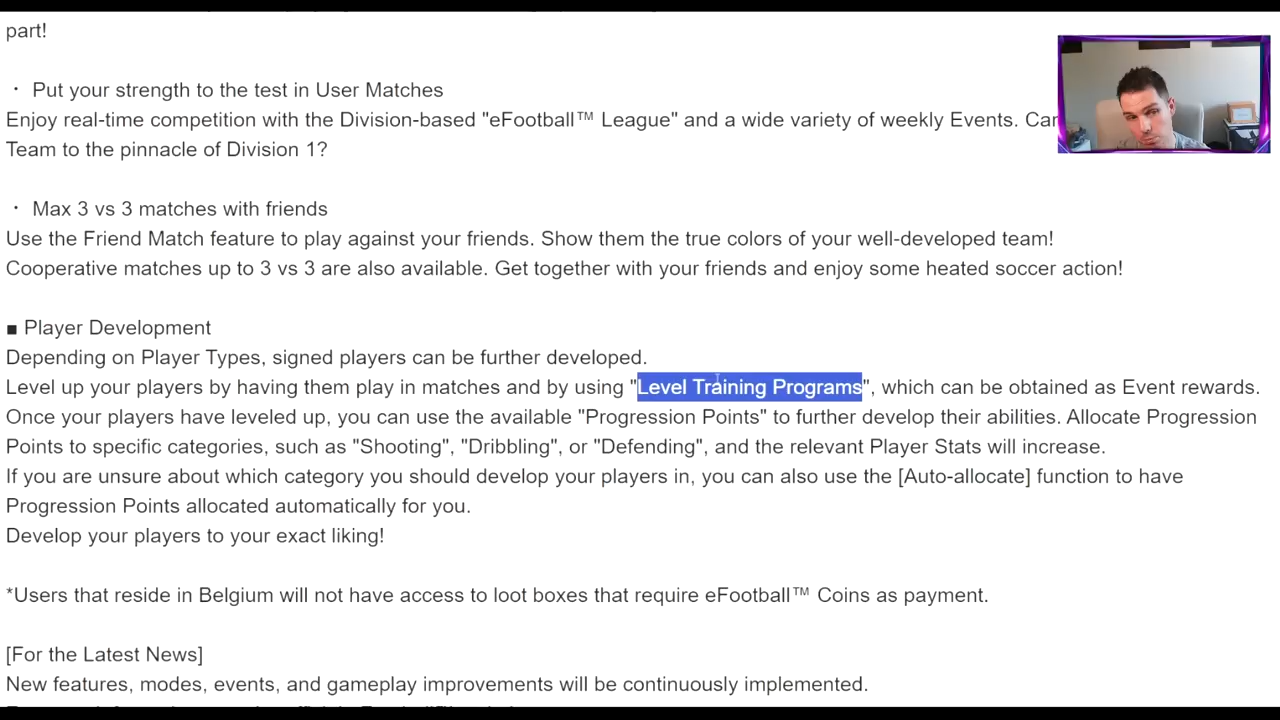 part!
・ Put your strength to the test in User Matches
Enjoy real-time competition with the Division-based "eFootball™ League" and a wide variety of weekly Events. Can
Team to the pinnacle of Division 1?
・ Max 3 vs 3 matches with friends
Use the Friend Match feature to play against your friends. Show them the true colors of your well-developed team!
Cooperative matches up to 3 vs 3 are also available. Get together with your friends and enjoy some heated soccer action!
■ Player Development
Depending on Player Types, signed players can be further developed.
Level up your players by having them play in matches and by using "Level Training Programs", which can be obtained as Event rewards.
Once your players have leveled up, you can use the available "Progression Points" to further develop their abilities. Allocate Progression
Points to specific categories, such as "Shooting", "Dribbling", or "Defending", and the relevant Player Stats will increase.
If you are unsure about which category you should develop your players in, you can also use the [Auto-allocate] function to have
Progression Points allocated automatically for you.
Develop your players to your exact liking!
*Users that reside in Belgium will not have access to loot boxes that require eFootball™ Coins as payment.
[For the Latest News]
New features, modes, events, and gameplay improvements will be continuously implemented.